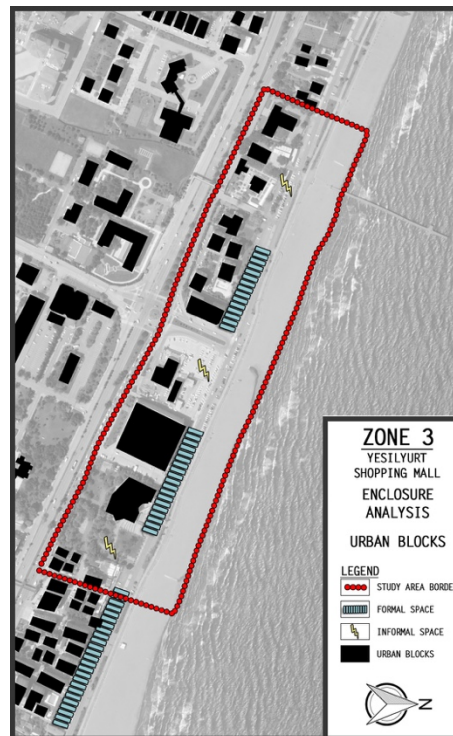 ZONE 3
YESILYURT
SHOPPING MALL
ENCLOSURE
ANALYSIS
URBAN BLOCKS
LEGEND
STUDY AREA BORDE
FORMAL SPACE
INFORMAL SPACE
URBAN BLOCKS
N